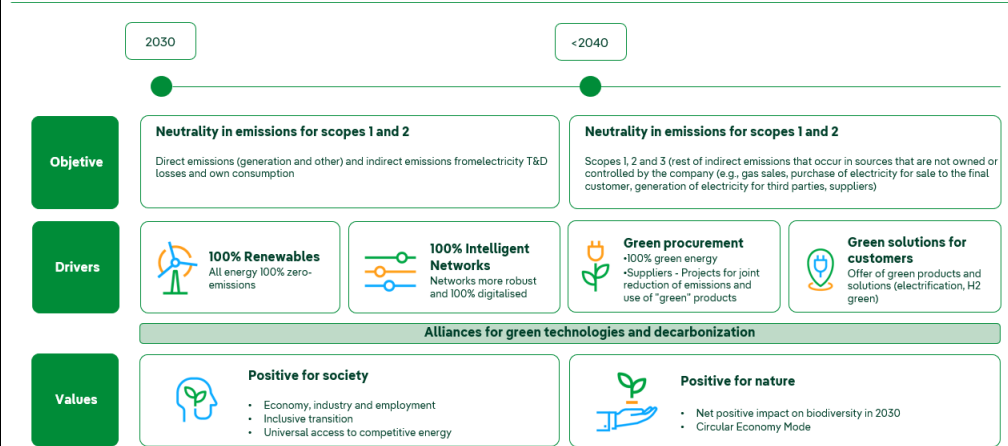 2030
<2040
Objetive
Neutrality in emissions for scopes 1 and 2
Direct emissions (generation and other) and indirect emissions fromelectricity T&D
losses and own consumption
Neutrality in emissions for scopes 1 and 2
Scopes 1, 2 and 3 (rest of indirect emissions that occur in sources that are not owned or
controlled by the company (e.g., gas sales, purchase of electricity for sale to the final
customer, generation of electricity for third parties, suppliers)
Drivers
100% Renewables
All energy 100% zero-
emissions
100% Intelligent
Networks
Networks more robust
and 100% digitalised
Green procurement
•100% green energy
•Suppliers - Projects for joint
reduction of emissions and
use of "green" products
Green solutions for
customers
Offer of green products and
solutions (electrification, H2
green)
Alliances for green technologies and decarbonization
Values
Positive for society
• Economy, industry and employment
• Inclusive transition
• Universal access to competitive energy
Positive for nature
• Net positive impact on biodiversity in 2030
• Circular Economy Mode